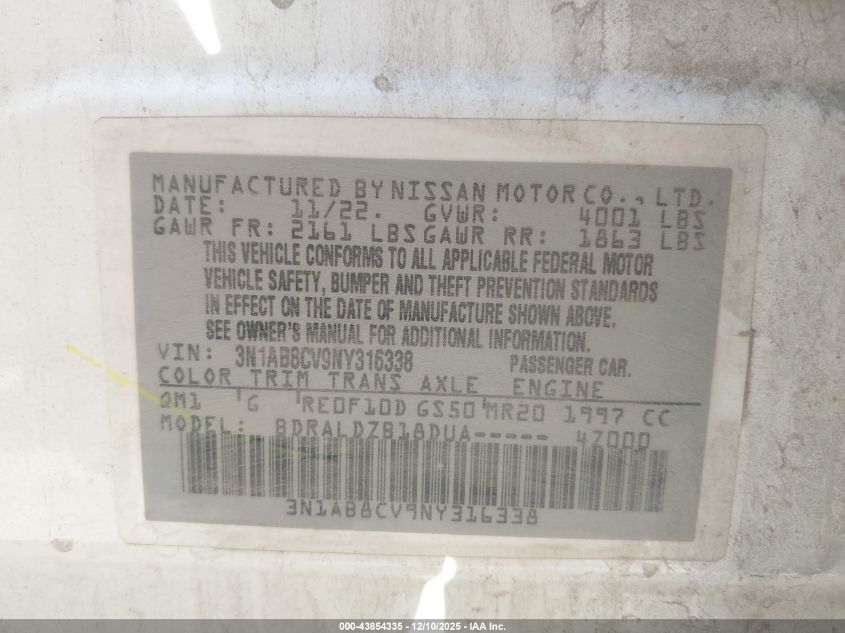 MANUFACTURED BY NISSAN MOTOR CO., LTD.
DATE: 11/22. GVWR: 4001 LBS
GAWR FR: 2161 LBS GAWR RR: 1863 LBS
THIS VEHICLE CONFORMS TO ALL APPLICABLE FEDERAL MOTOR
VEHICLE SAFETY, BUMPER AND THEFT PREVENTION STANDARDS
IN EFFECT ON THE DATE OF MANUFACTURE SHOWN ABOVE.
SEE OWNER'S MANUAL FOR ADDITIONAL INFORMATION.
VIN: 3N1AB8CV9NY316338 PASSENGER CAR.
COLOR TRIM TRANS AXLE ENGINE
QM1 G RE0F10D GS50 MR20 1997 CC
MODEL: BDRALDZB18DUA----- 4Z000
3N1AB8CV9NY316338
000-43854335 - 12/10/2025 - IAA Inc.